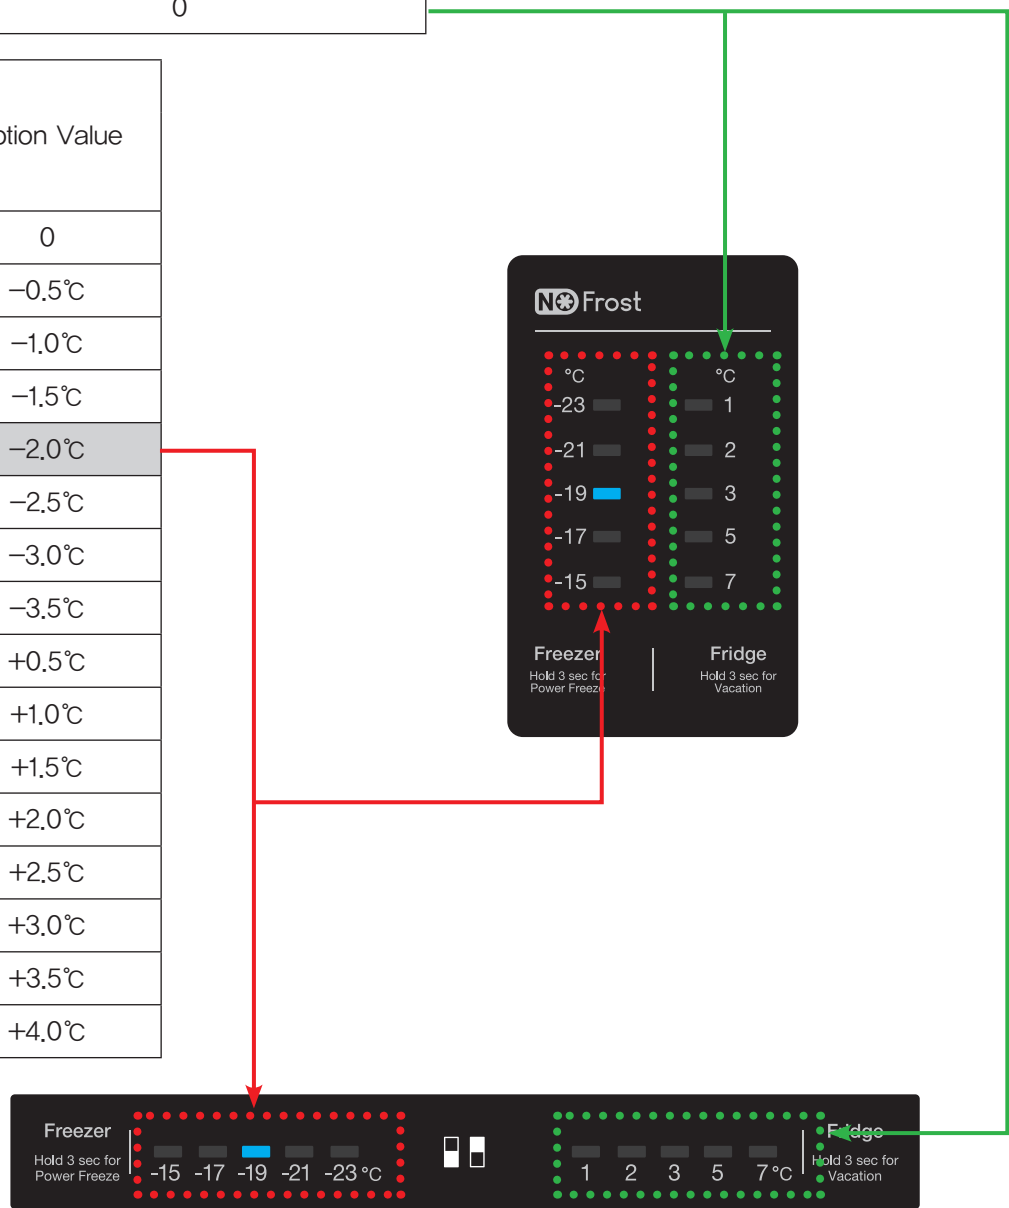 0
ption Value
0
−0.5℃
−1.0℃
−1.5℃
−2.0℃
−2.5℃
−3.0℃
−3.5℃
+0.5℃
+1.0℃
+1.5℃
+2.0℃
+2.5℃
+3.0℃
+3.5℃
+4.0℃
NO Frost
°C °C
-23 1
-21 2
-19 3
-17 5
-15 7
Freezer Fridge
Hold 3 sec for Hold 3 sec for
Power Freeze Vacation
Freezer Fridge
Hold 3 sec for Hold 3 sec for
Power Freeze Vacation
-15 -17 -19 -21 -23 °C 1 2 3 5 7 °C